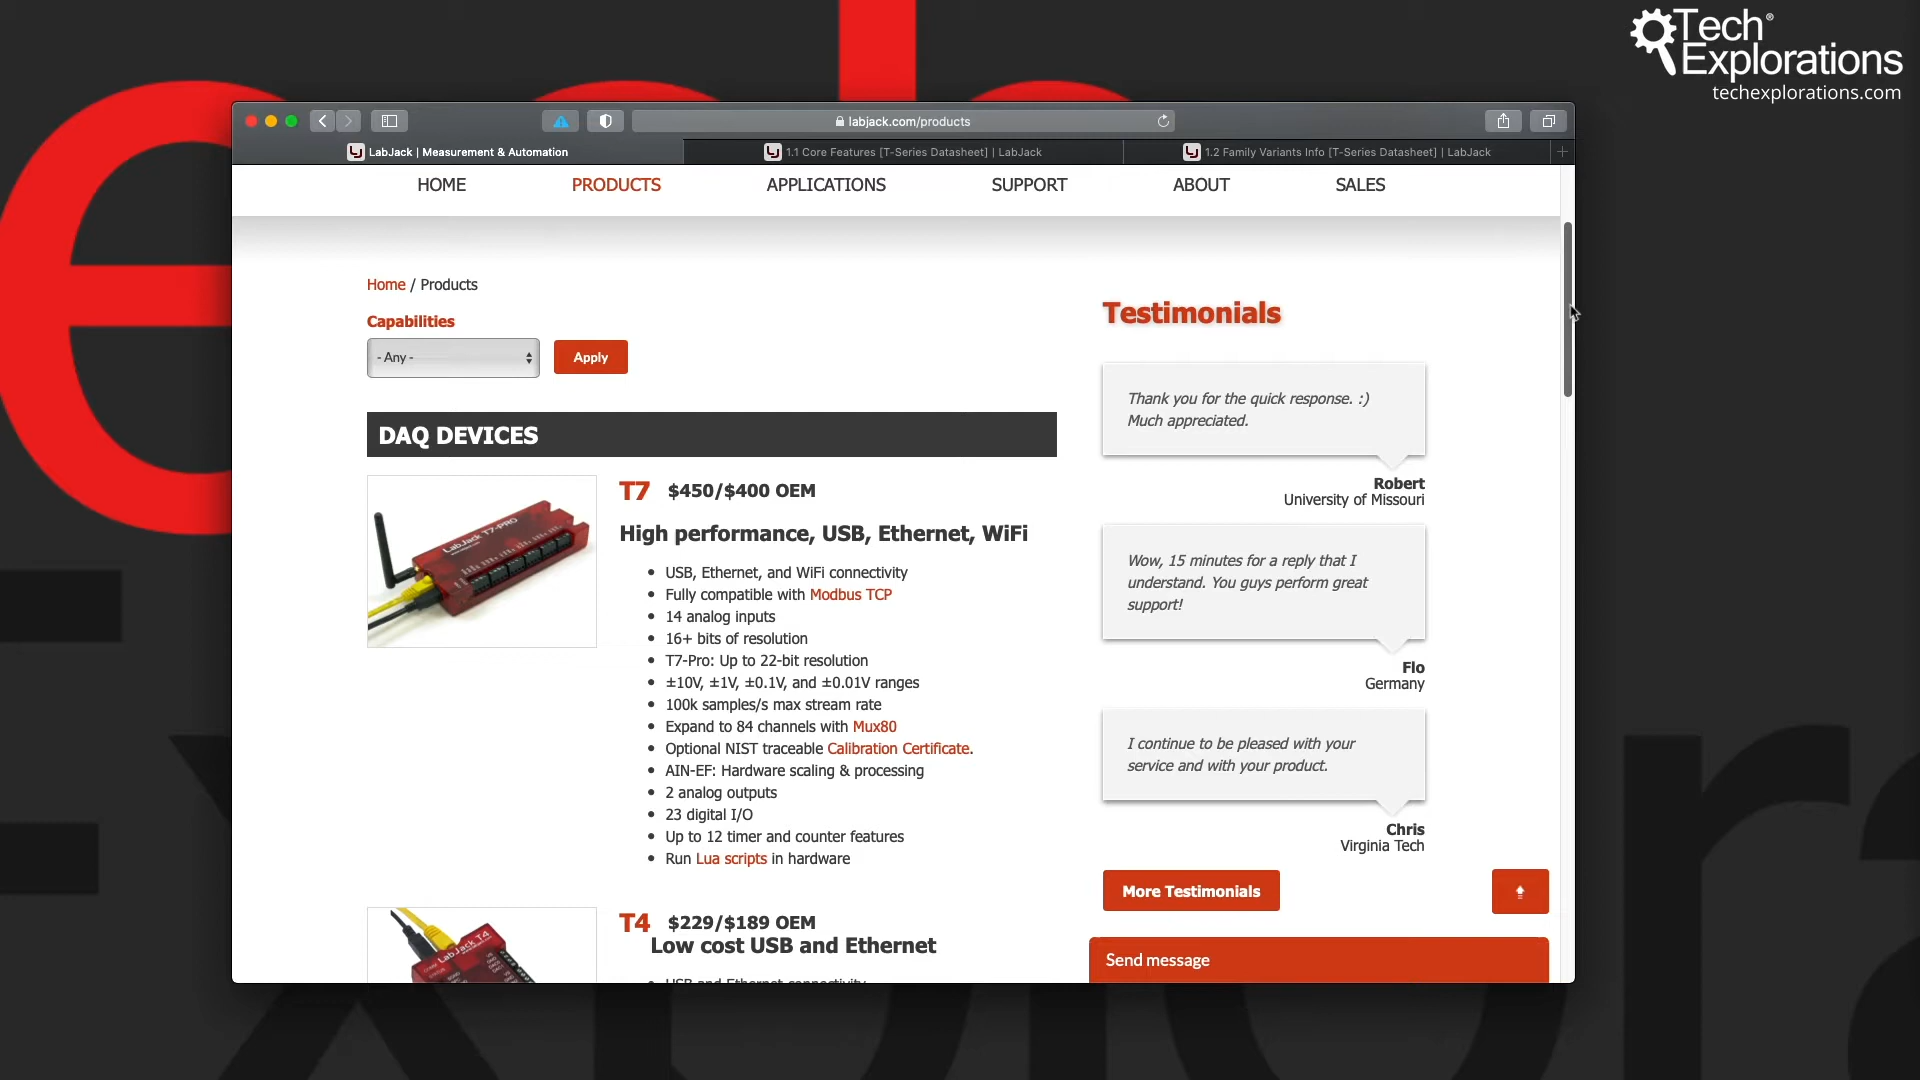 Tech®
Explorations
techexplorations.com
labjack.com/products
LabJack | Measurement & Automation
1.1 Core Features [T-Series Datasheet] | LabJack
1.2 Family Variants Info [T-Series Datasheet] | LabJack
HOME
PRODUCTS
APPLICATIONS
SUPPORT
ABOUT
SALES
Home / Products
Capabilities
- Any -
Apply
DAQ DEVICES
LabJack T7-PRO
T7 $450/$400 OEM
High performance, USB, Ethernet, WiFi
• USB, Ethernet, and WiFi connectivity
• Fully compatible with Modbus TCP
• 14 analog inputs
• 16+ bits of resolution
• T7-Pro: Up to 22-bit resolution
• ±10V, ±1V, ±0.1V, and ±0.01V ranges
• 100k samples/s max stream rate
• Expand to 84 channels with Mux80
• Optional NIST traceable Calibration Certificate.
• AIN-EF: Hardware scaling & processing
• 2 analog outputs
• 23 digital I/O
• Up to 12 timer and counter features
• Run Lua scripts in hardware
LabJack T4
T4 $229/$189 OEM
Low cost USB and Ethernet
• USB and Ethernet connectivity
Testimonials
Thank you for the quick response. :)
Much appreciated.
Robert
University of Missouri
Wow, 15 minutes for a reply that I
understand. You guys perform great
support!
Flo
Germany
I continue to be pleased with your
service and with your product.
Chris
Virginia Tech
More Testimonials
Send message